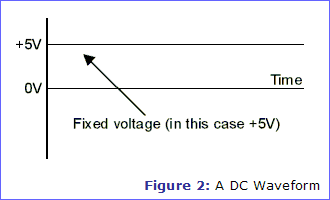 +5V
0V
Time
Fixed voltage (in this case +5V)
Figure 2: A DC Waveform